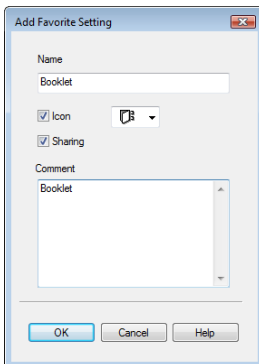 Add Favorite Setting
Name
Booklet
Icon
Sharing
Comment
Booklet
OK Cancel Help